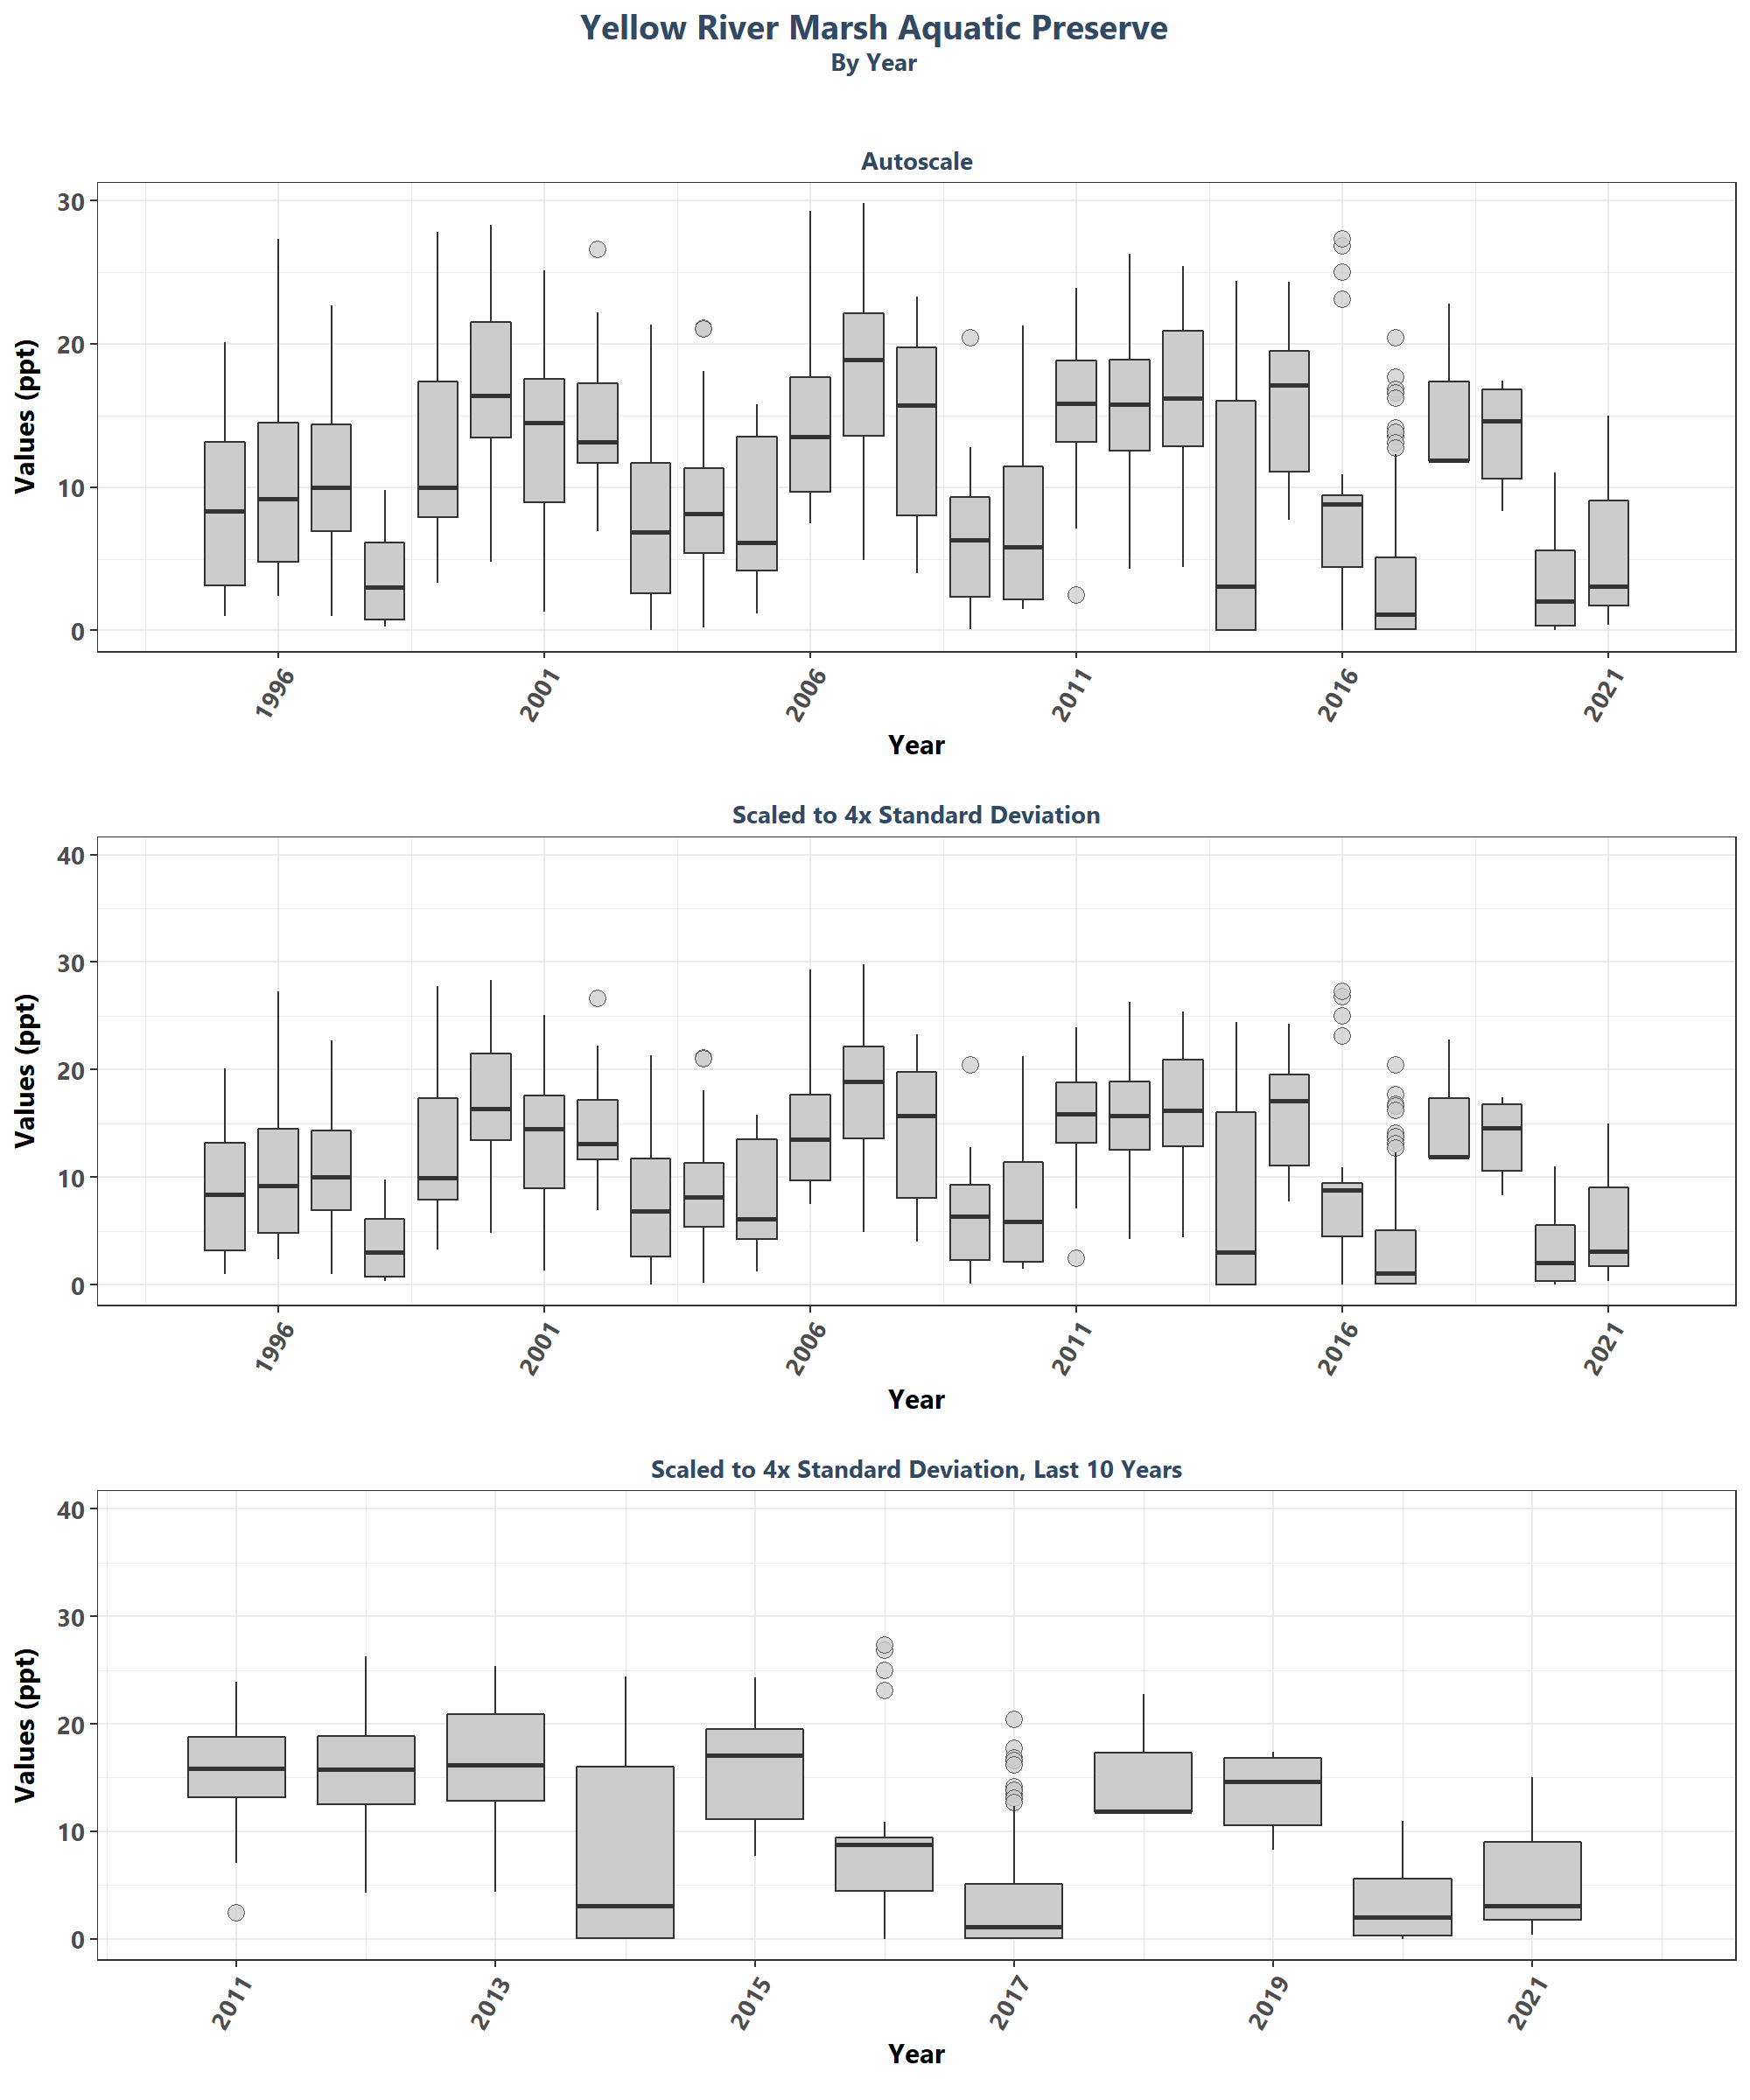 Yellow River Marsh Aquatic Preserve
By Year
Autoscale
30
20
10
0
Values (ppt)
1996 2001 2006 2011 2016 2021
Year
Scaled to 4x Standard Deviation
40
30
20
10
0
Values (ppt)
1996 2001 2006 2011 2016 2021
Year
Scaled to 4x Standard Deviation, Last 10 Years
40
30
20
10
0
Values (ppt)
2011 2013 2015 2017 2019 2021
Year